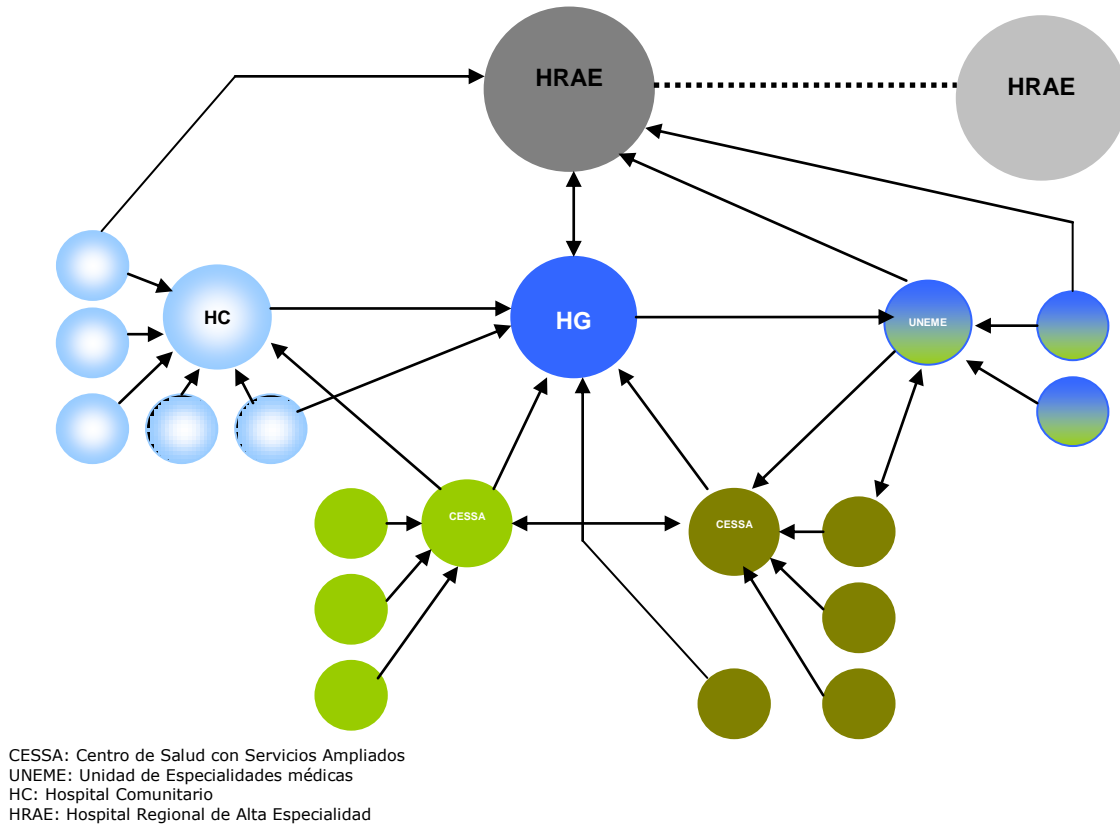 HRAE
HRAE
HC
HG
UNEME
CESSA
CESSA
CESSA: Centro de Salud con Servicios Ampliados
UNEME: Unidad de Especialidades médicas
HC: Hospital Comunitario
HRAE: Hospital Regional de Alta Especialidad